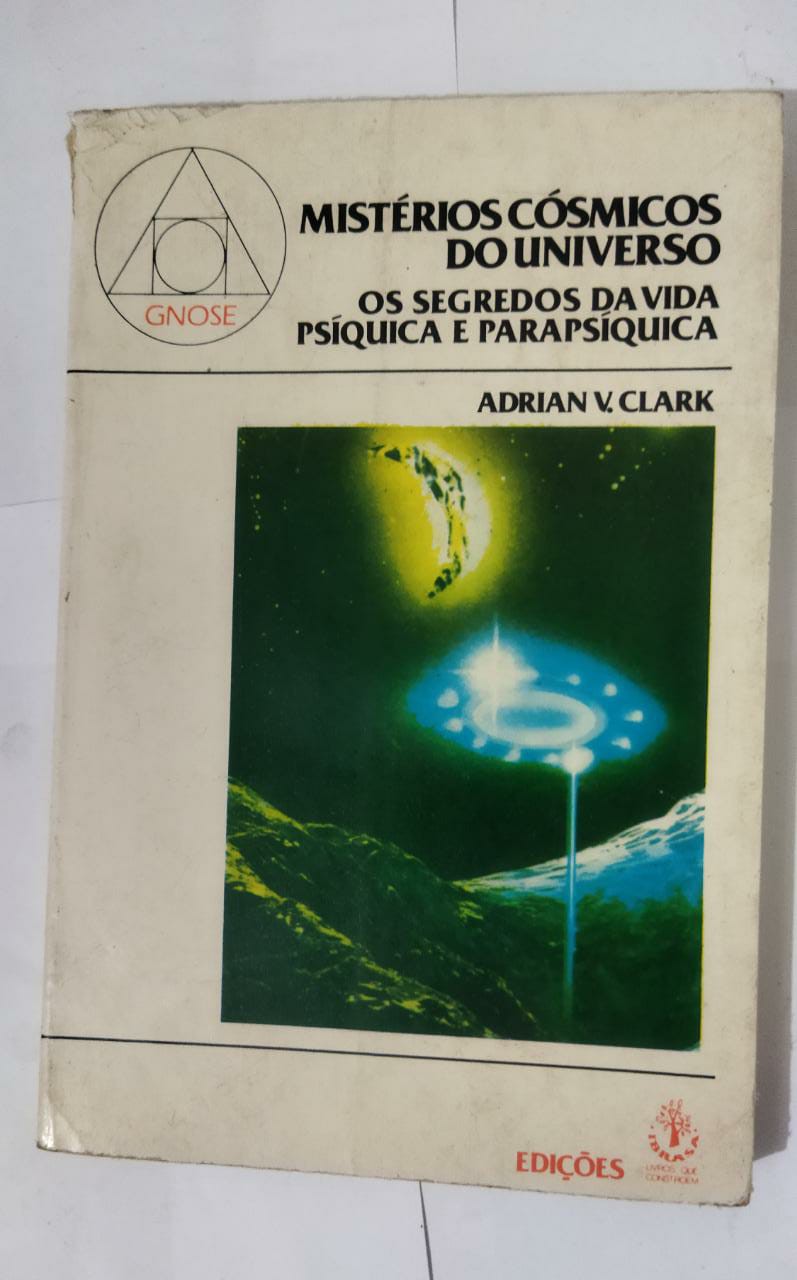 GNOSE
MISTÉRIOS CÓSMICOS
DO UNIVERSO
OS SEGREDOS DA VIDA
PSÍQUICA E PARAPSÍQUICA
ADRIAN V. CLARK
EDIÇÕES
IBRASA
LIVROS QUE
CONSTROEM